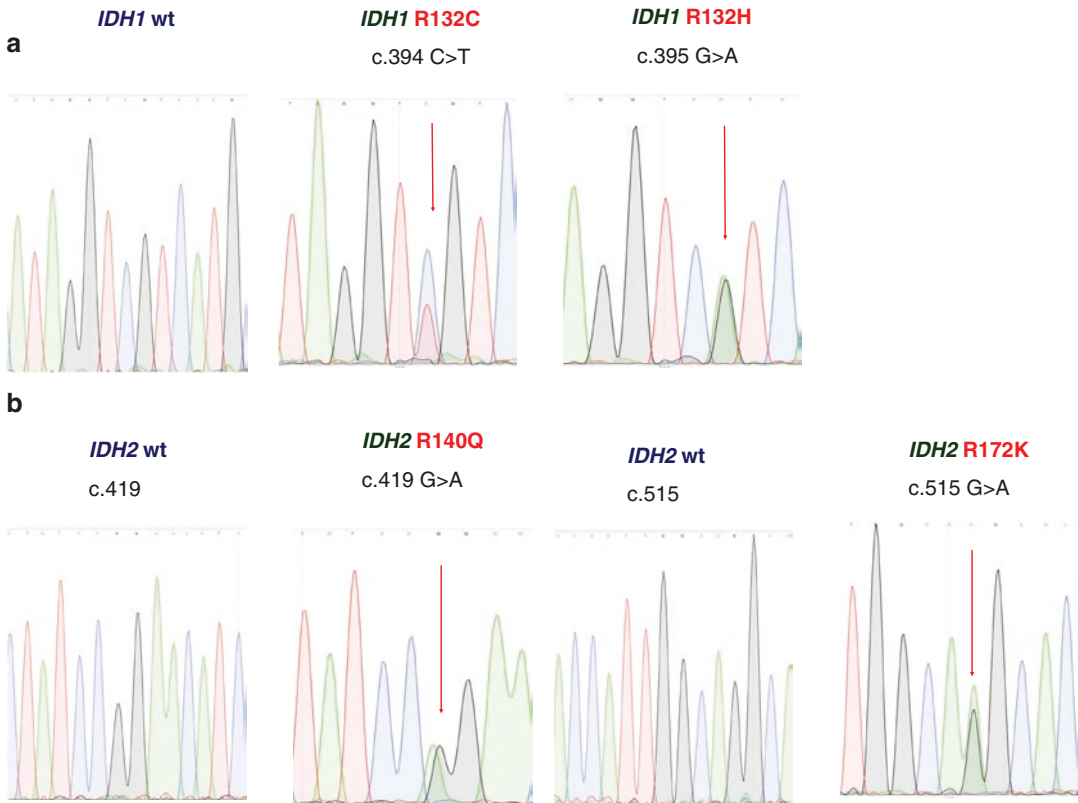 a
IDH1 wt
IDH1 R132C
c.394 C>T
IDH1 R132H
c.395 G>A
b
IDH2 wt
c.419
IDH2 R140Q
c.419 G>A
IDH2 wt
c.515
IDH2 R172K
c.515 G>A